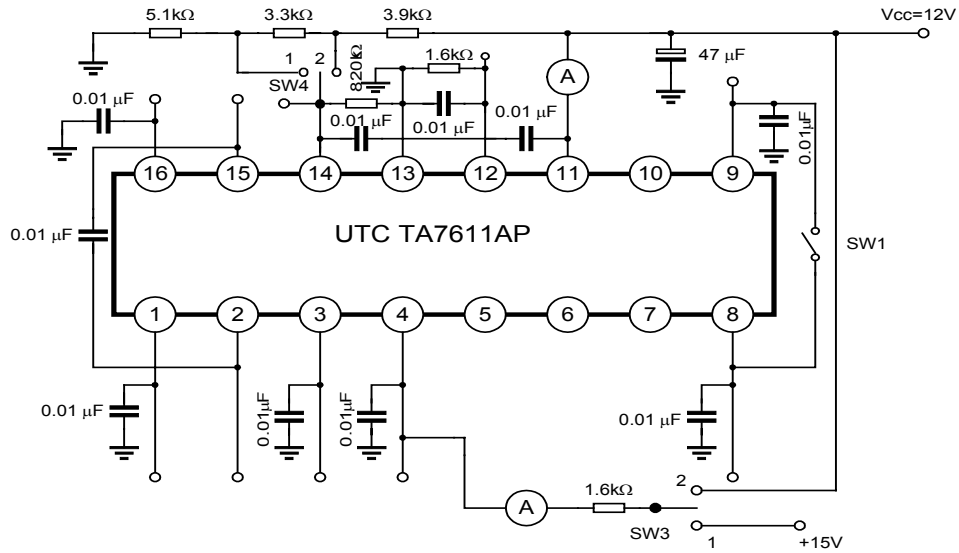 5.1kΩ 3.3kΩ 3.9kΩ Vcc=12V
1 2 820kΩ 1.6kΩ A 47 μF
SW4
0.01 μF 0.01 μF 0.01 μF 0.01 μF 0.01μF
16 15 14 13 12 11 10 9
0.01 μF UTC TA7611AP SW1
1 2 3 4 5 6 7 8
0.01 μF 0.01μF 0.01μF 0.01 μF
A 1.6kΩ 2
SW3 1 +15V